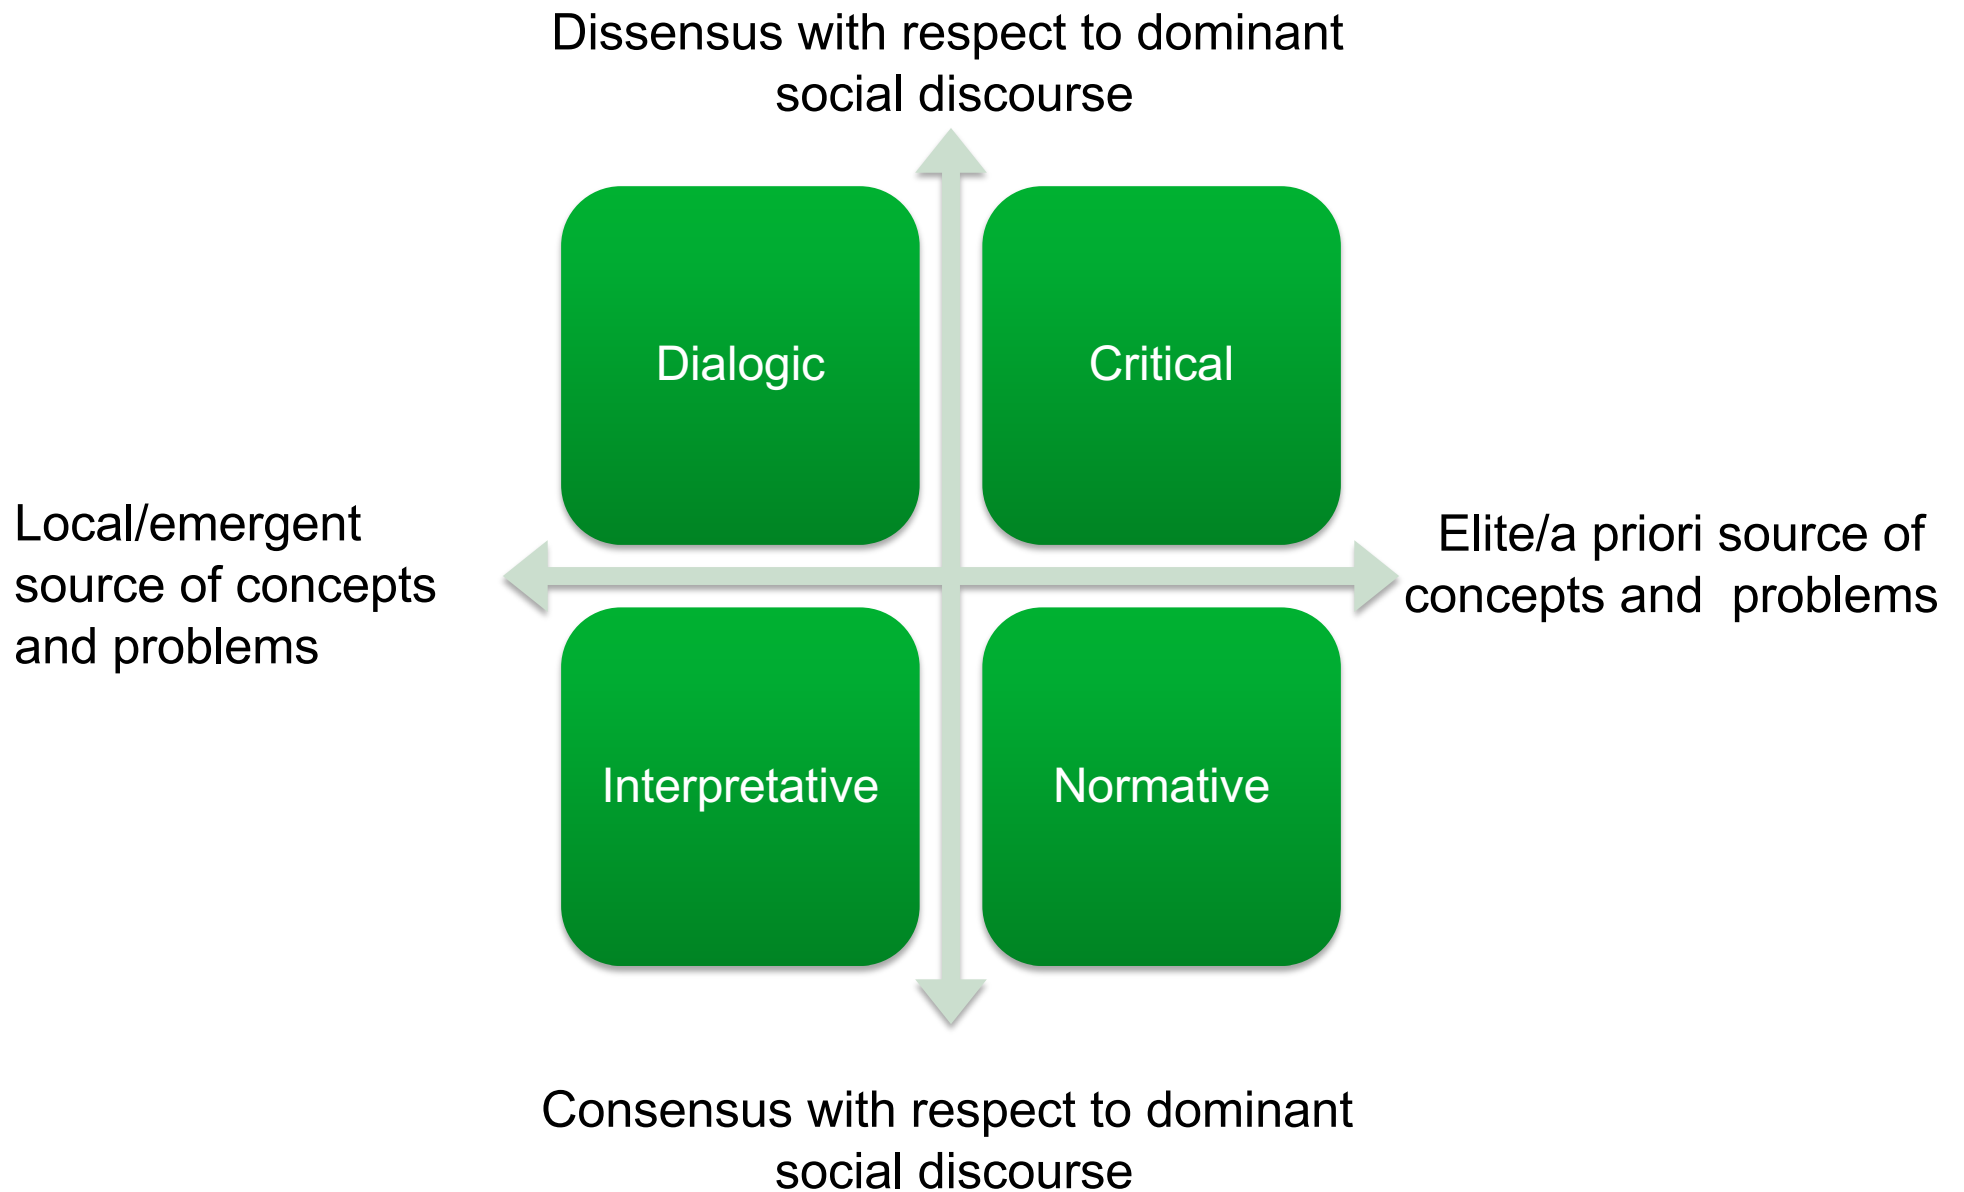 Dissensus with respect to dominant
social discourse
Dialogic
Critical
Local/emergent
source of concepts
and problems
Elite/a priori source of
concepts and  problems
Interpretative
Normative
Consensus with respect to dominant
social discourse